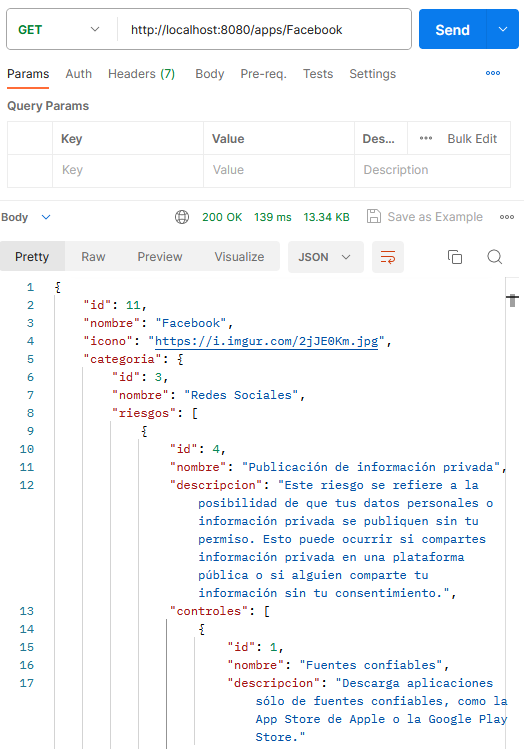 GET http://localhost:8080/apps/Facebook Send
Params Auth Headers (7) Body Pre-req. Tests Settings
Query Params
Key Value Des... Bulk Edit
Key Value Description
Body 200 OK 139 ms 13.34 KB Save as Example
Pretty Raw Preview Visualize JSON
1 {
2 "id": 11,
3 "nombre": "Facebook",
4 "icono": "https://i.imgur.com/2jJE0Km.jpg",
5 "categoria": {
6 "id": 3,
7 "nombre": "Redes Sociales",
8 "riesgos": [
9 {
10 "id": 4,
11 "nombre": "Publicación de información privada",
12 "descripcion": "Este riesgo se refiere a la
posibilidad de que tus datos personales o
información privada se publiquen sin tu
permiso. Esto puede ocurrir si compartes
información privada en una plataforma
pública o si alguien comparte tu
información sin tu consentimiento.",
13 "controles": [
14 {
15 "id": 1,
16 "nombre": "Fuentes confiables",
17 "descripcion": "Descarga aplicaciones
sólo de fuentes confiables, como la
App Store de Apple o la Google Play
Store."